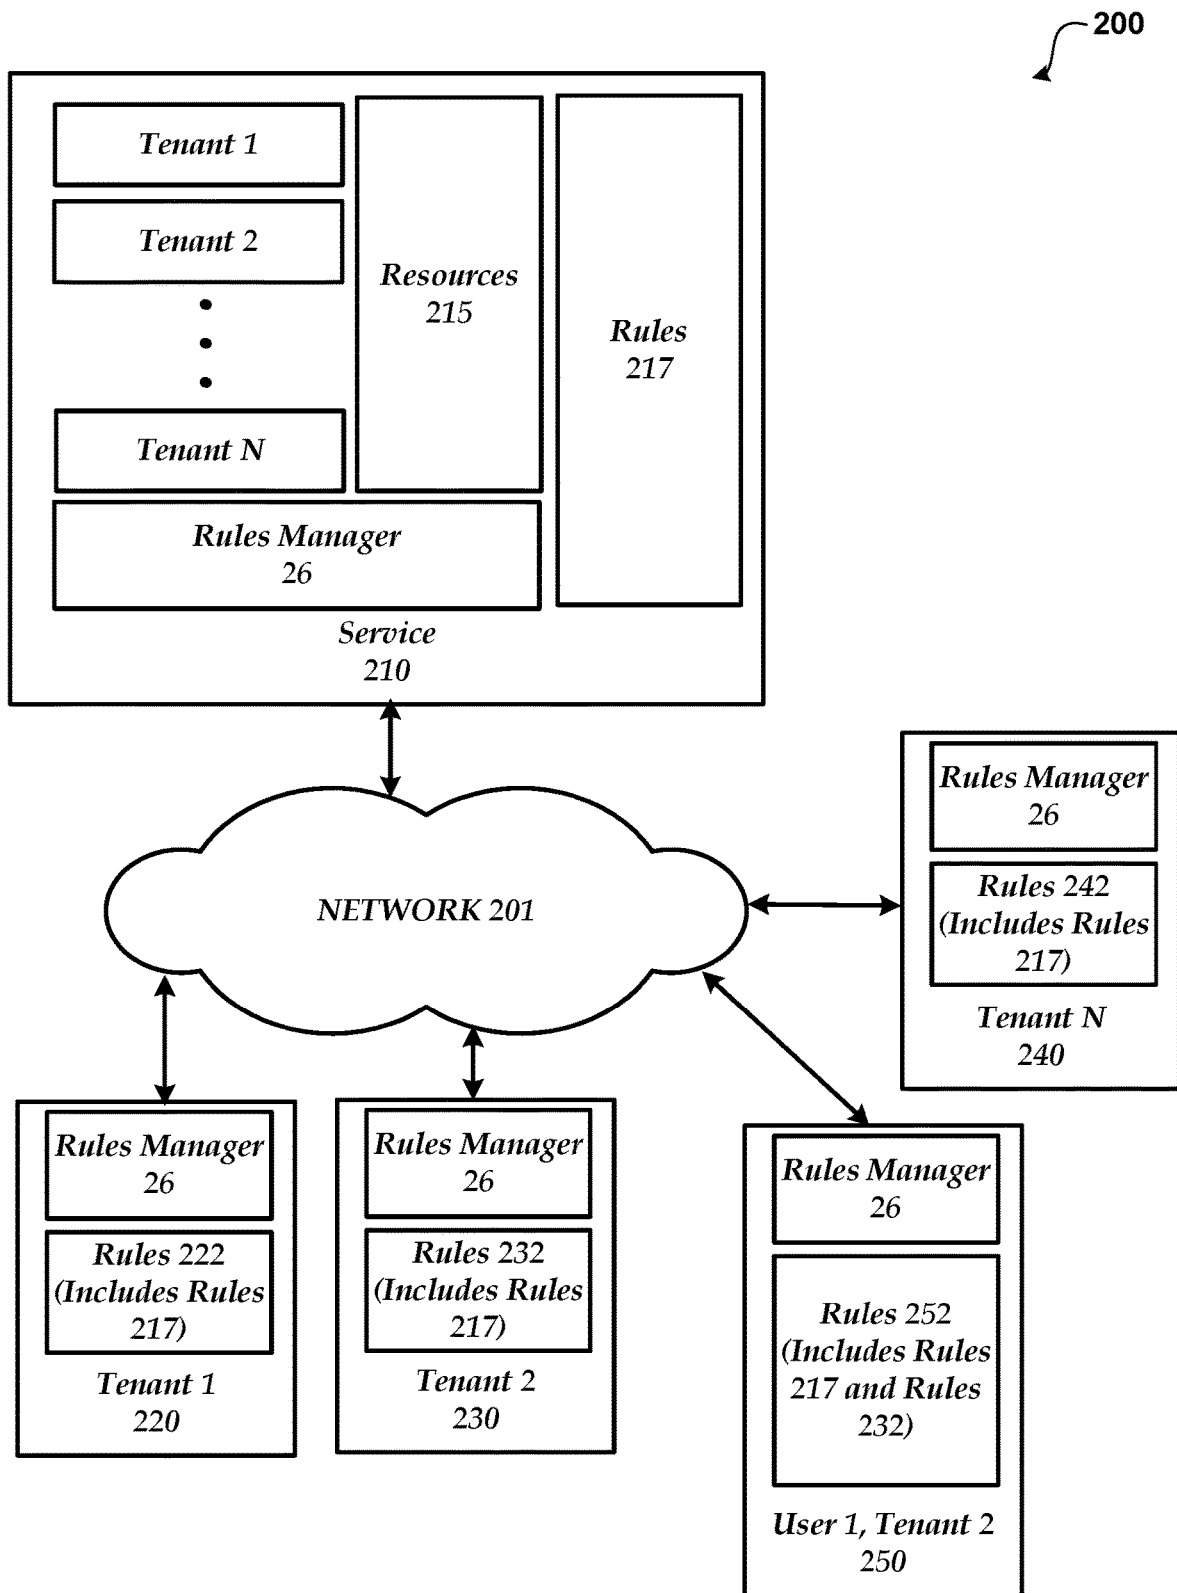 200
Tenant 1
Tenant 2
Tenant N
Resources
215
Rules
217
Rules Manager
26
Service
210
NETWORK 201
Rules Manager
26
Rules 242
(Includes Rules
217)
Tenant N
240
Rules Manager
26
Rules 222
(Includes Rules
217)
Tenant 1
220
Rules Manager
26
Rules 232
(Includes Rules
217)
Tenant 2
230
Rules Manager
26
Rules 252
(Includes Rules
217 and Rules
232)
User 1, Tenant 2
250